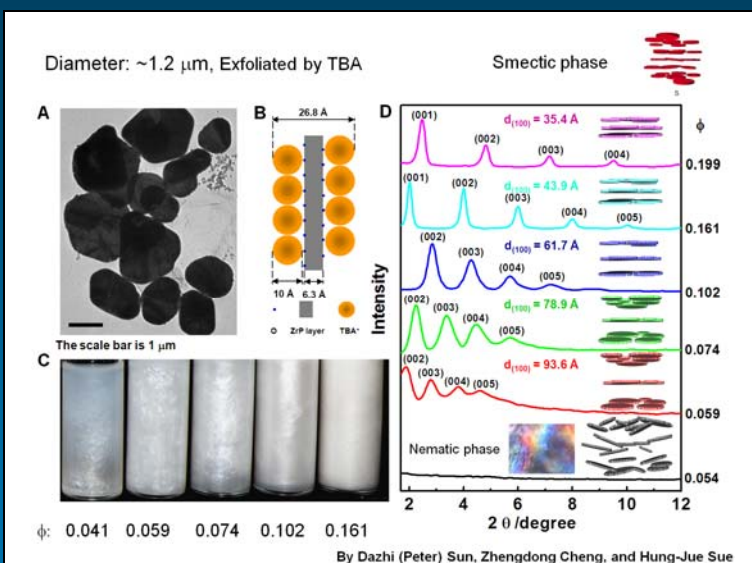 Diameter: ~1.2 μm, Exfoliated by TBA
Smectic phase
s
A
The scale bar is 1 μm
B
26.8 Å
10 Å
6.3 Å
O
ZrP layer
TBA⁺
C
ϕ: 0.041 0.059 0.074 0.102 0.161
D
ϕ
Intensity
(001) (002) (003) (004)
d(100) = 35.4 A
0.199
(001) (002) (003) (004) (005)
d(100) = 43.9 A
0.161
(002) (003) (004) (005)
d(100) = 61.7 A
0.102
(002) (003) (004) (005)
d(100) = 78.9 A
0.074
(002) (003) (004) (005)
d(100) = 93.6 A
0.059
Nematic phase
0.054
2 4 6 8 10 12
2 θ /degree
By Dazhi (Peter) Sun, Zhengdong Cheng, and Hung-Jue Sue